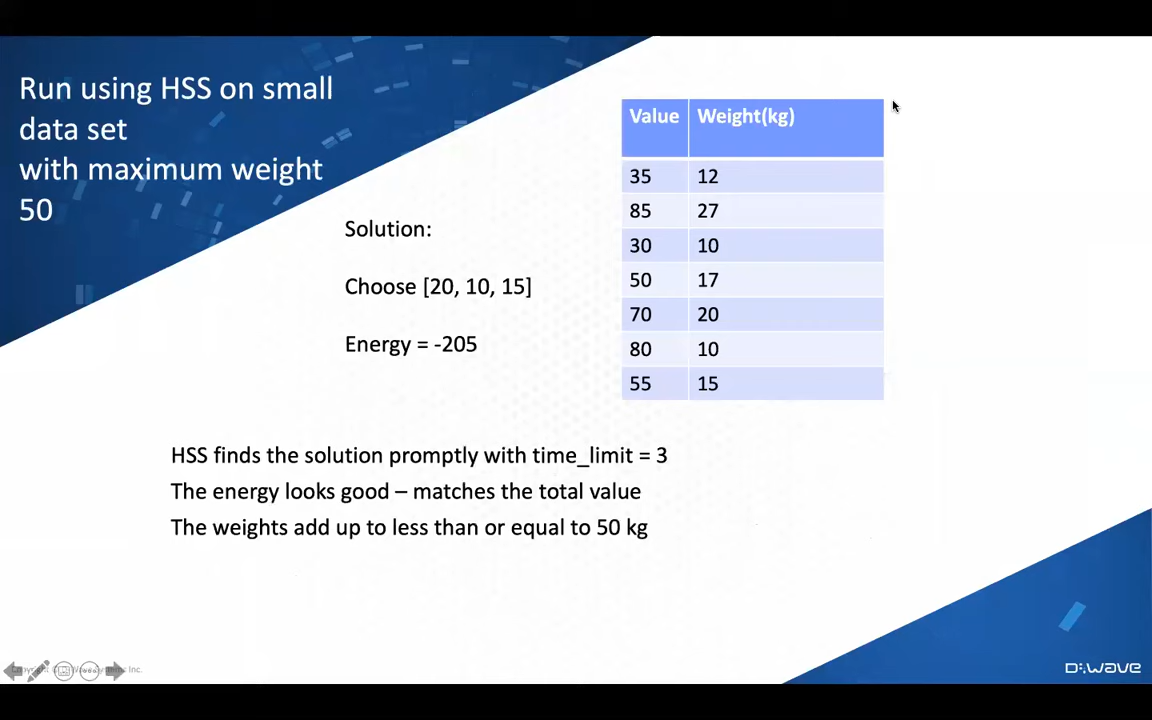 Run using HSS on small
data set
with maximum weight
50
Solution:
Choose [20, 10, 15]
Energy = -205
Value Weight(kg)
35 12
85 27
30 10
50 17
70 20
80 10
55 15
HSS finds the solution promptly with time_limit = 3
The energy looks good – matches the total value
The weights add up to less than or equal to 50 kg
Inc.
D:wave